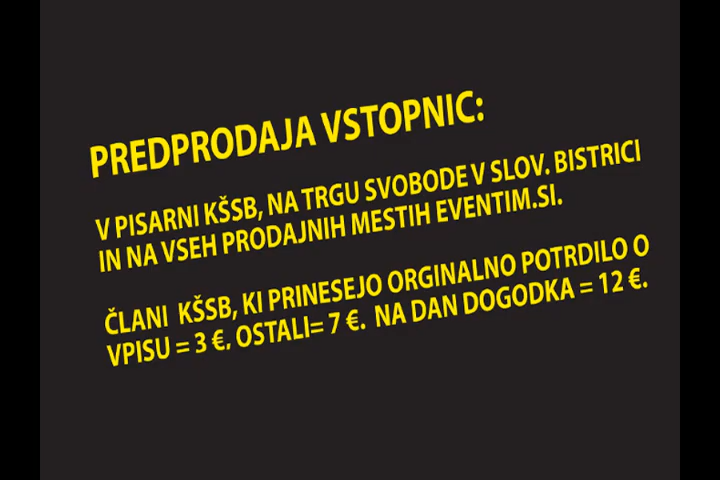 PREDPRODAJA VSTOPNIC:
V PISARNI KŠSB, NA TRGU SVOBODE V SLOV. BISTRICI
IN NA VSEH PRODAJNIH MESTIH EVENTIM.SI.
ČLANI KŠSB, KI PRINESEJO ORGINALNO POTRDILO O
VPISU = 3 €. OSTALI= 7 €. NA DAN DOGODKA = 12 €.